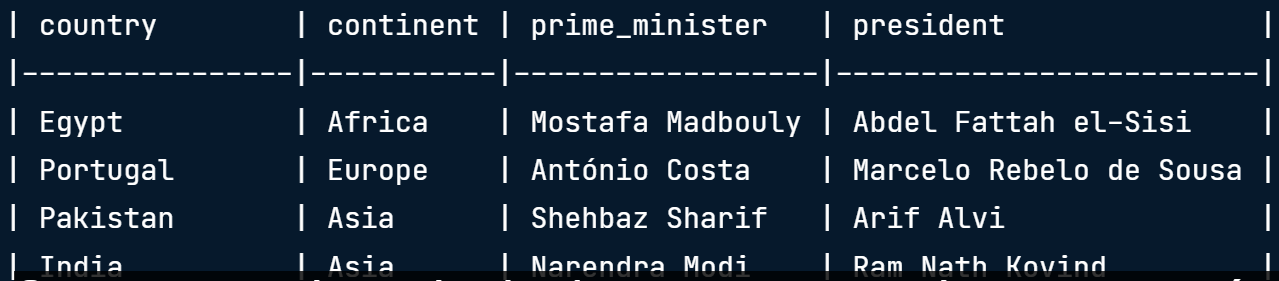 | country | continent | prime_minister | president |
|----------------|-----------|------------------|-------------------------|
| Egypt | Africa | Mostafa Madbouly | Abdel Fattah el-Sisi |
| Portugal | Europe | António Costa | Marcelo Rebelo de Sousa |
| Pakistan | Asia | Shehbaz Sharif | Arif Alvi |
| India | Asia | Narendra Modi | Ram Nath Kovind |